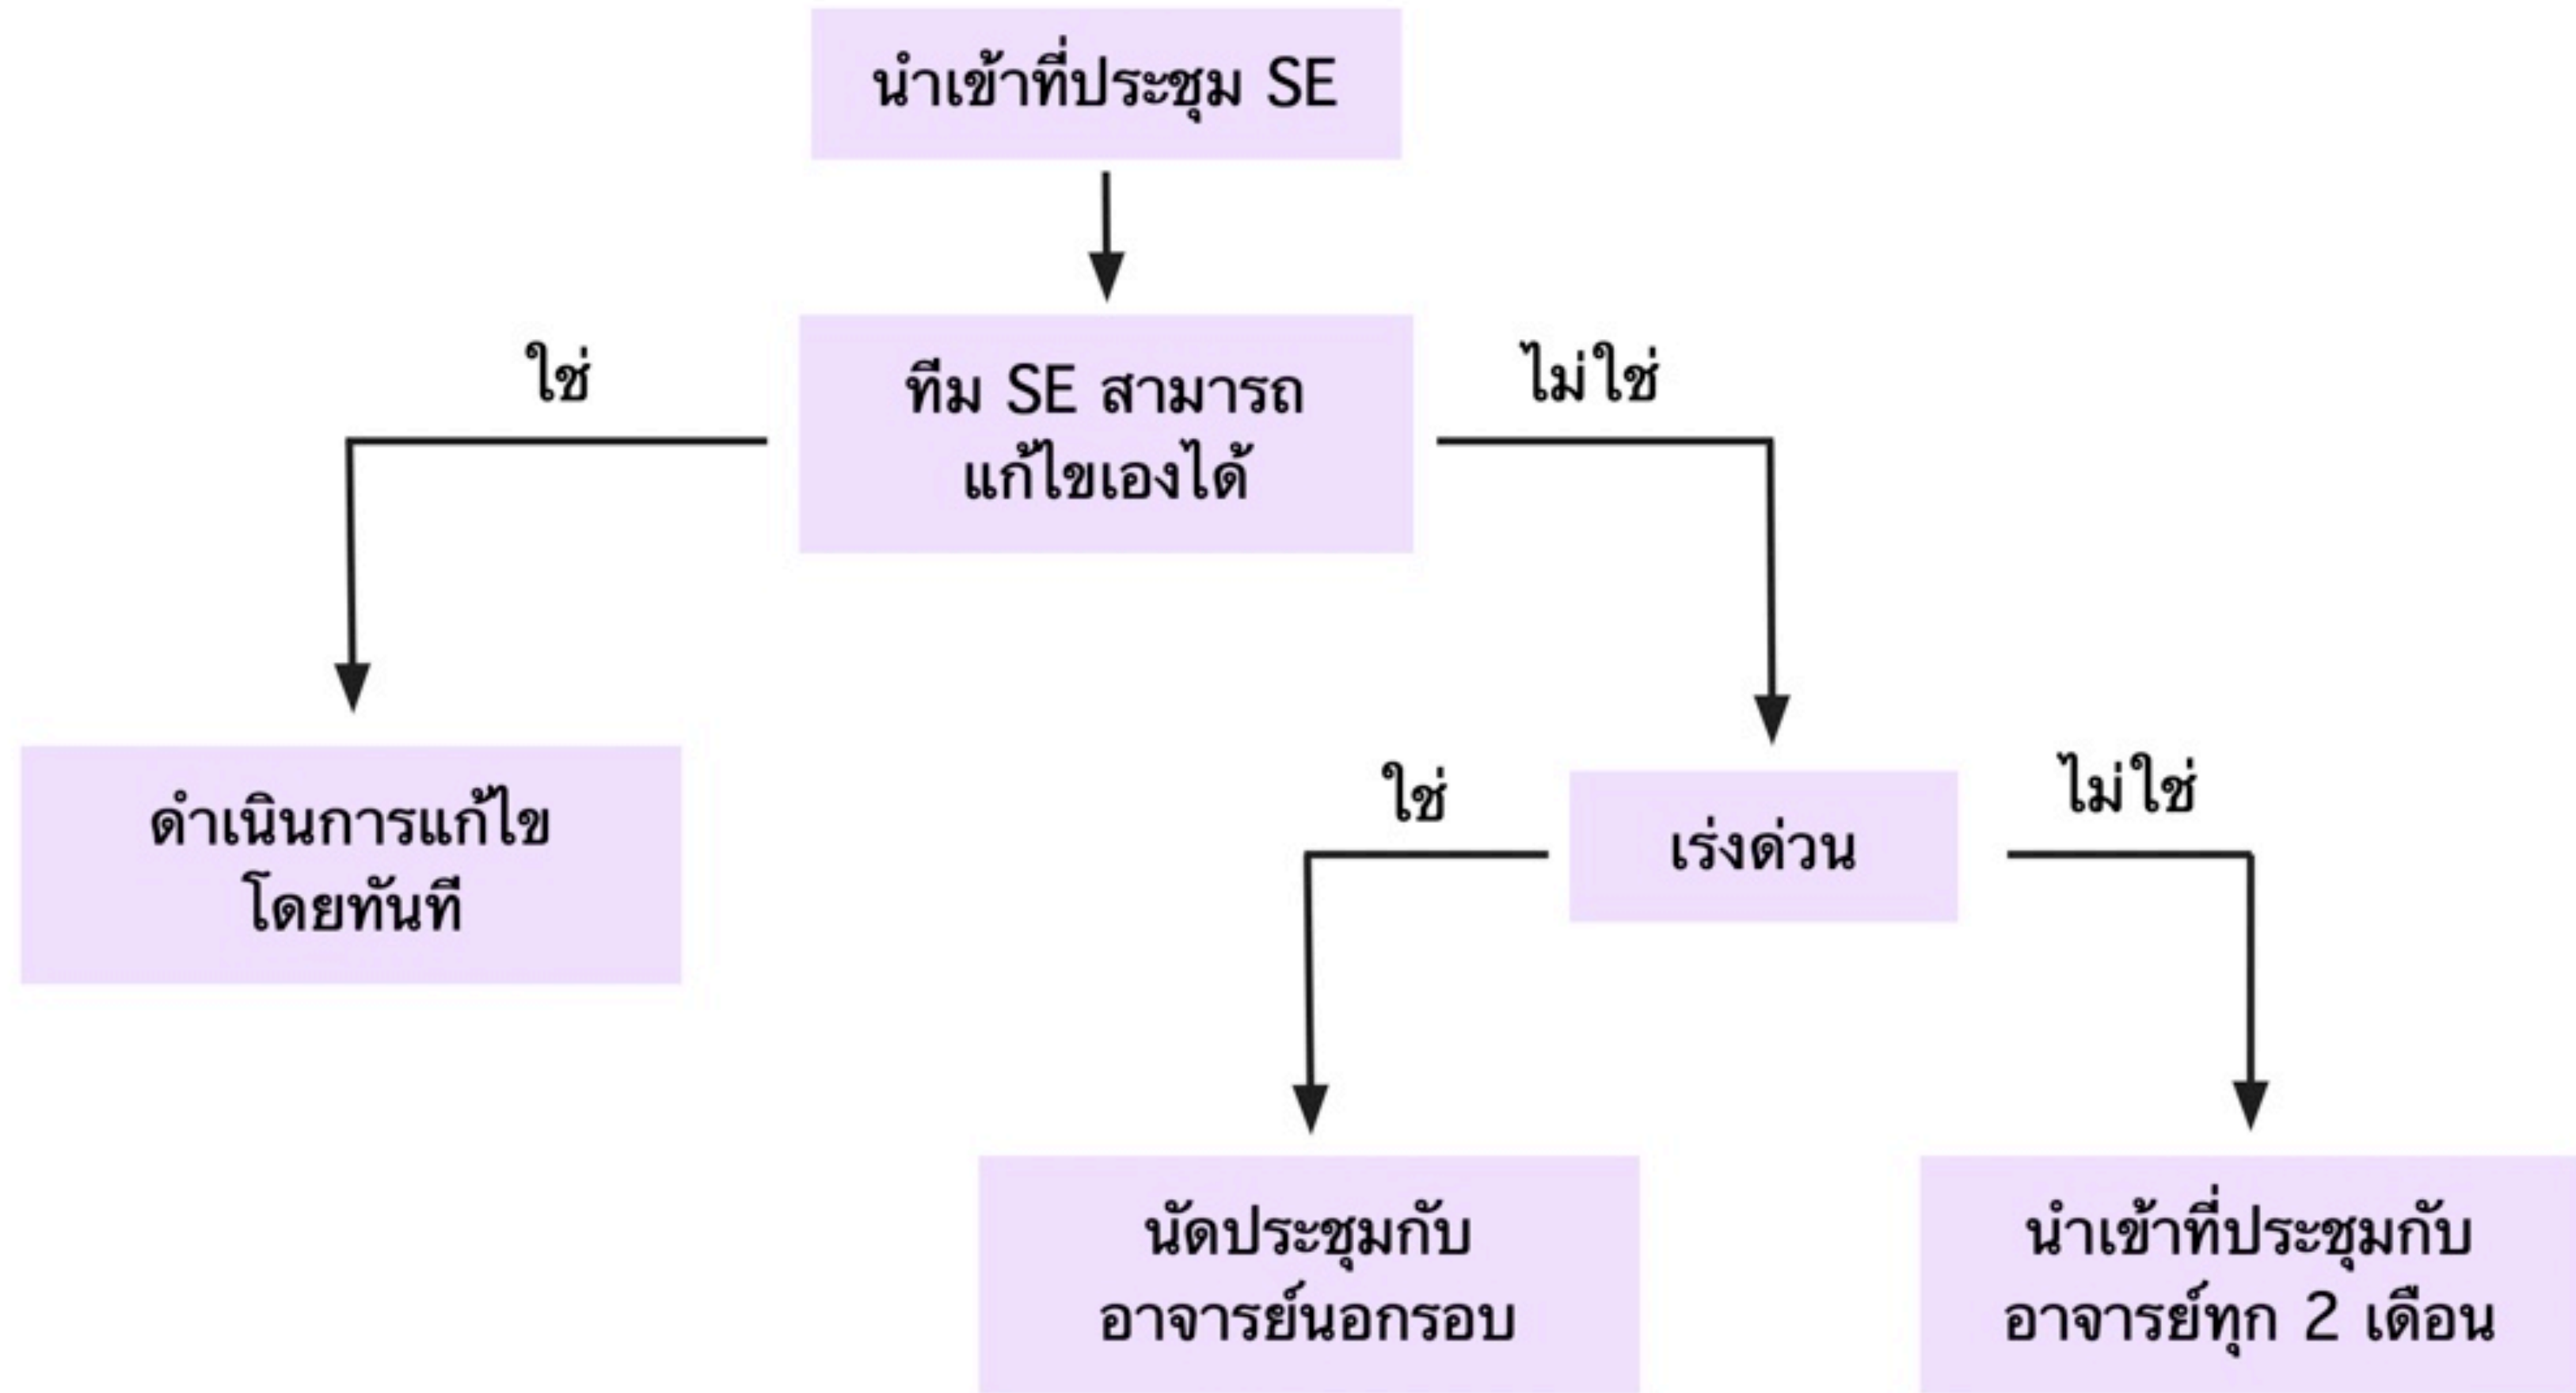 นำเข้าที่ประชุม SE
ใช่
ทีม SE สามารถ
แก้ไขเองได้
ไม่ใช่
ดำเนินการแก้ไข
โดยทันที
ใช่
เร่งด่วน
ไม่ใช่
นัดประชุมกับ
อาจารย์นอกรอบ
นำเข้าที่ประชุมกับ
อาจารย์ทุก 2 เดือน